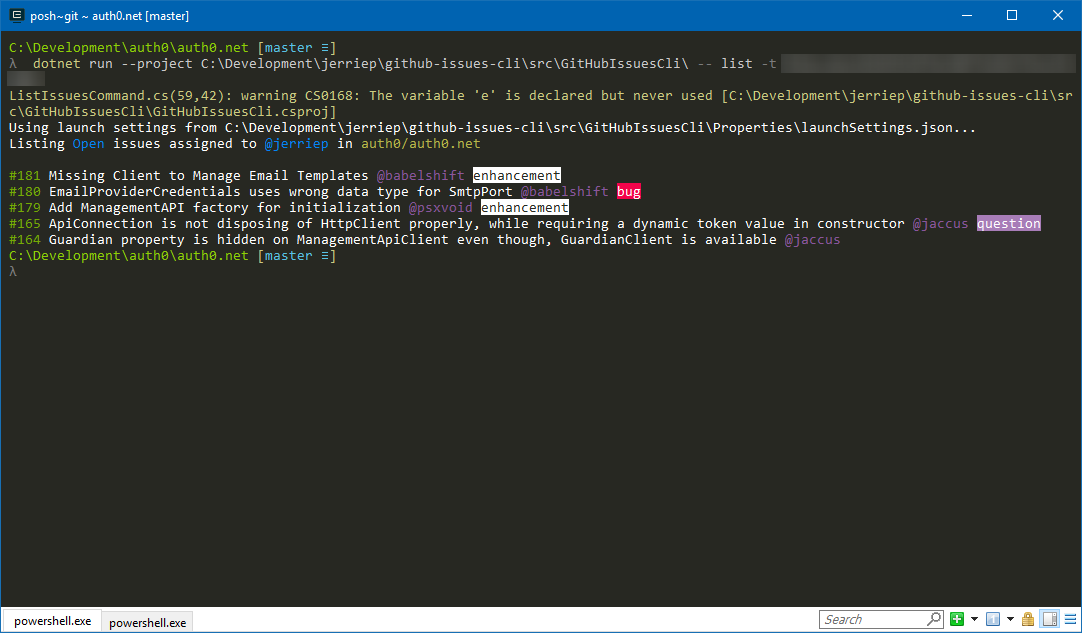 posh~git ~ auth0.net [master]
C:\Development\auth0\auth0.net [master ≡]
λ dotnet run --project C:\Development\jerriep\github-issues-cli\src\GitHubIssuesCli\ -- list -t
ListIssuesCommand.cs(59,42): warning CS0168: The variable 'e' is declared but never used [C:\Development\jerriep\github-issues-cli\sr
c\GitHubIssuesCli\GitHubIssuesCli.csproj]
Using launch settings from C:\Development\jerriep\github-issues-cli\src\GitHubIssuesCli\Properties\launchSettings.json...
Listing Open issues assigned to @jerriep in auth0/auth0.net
#181 Missing Client to Manage Email Templates @babelshift enhancement
#180 EmailProviderCredentials uses wrong data type for SmtpPort @babelshift bug
#179 Add ManagementAPI factory for initialization @psxvoid enhancement
#165 ApiConnection is not disposing of HttpClient properly, while requiring a dynamic token value in constructor @jaccus question
#164 Guardian property is hidden on ManagementApiClient even though, GuardianClient is available @jaccus
C:\Development\auth0\auth0.net [master ≡]
λ
powershell.exe powershell.exe Search